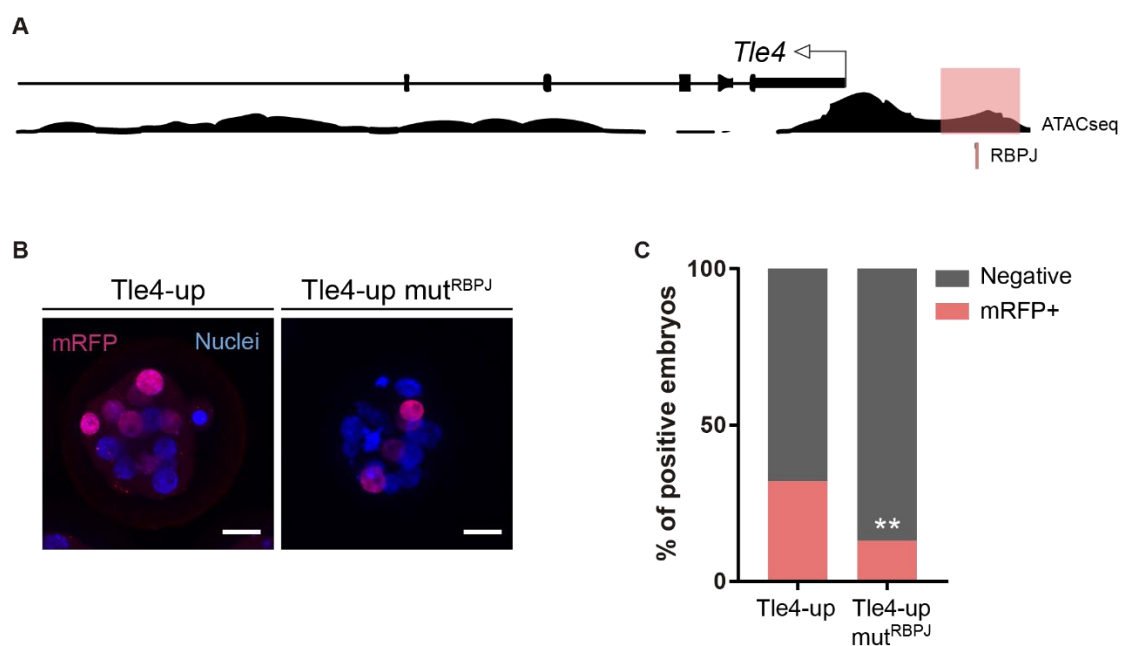 A
Tle4
ATACseq
RBPJ
B
Tle4-up
Tle4-up mutRBPJ
mRFP
Nuclei
C
% of positive embryos
100
50
0
Negative
mRFP+
**
Tle4-up
Tle4-up
mutRBPJ